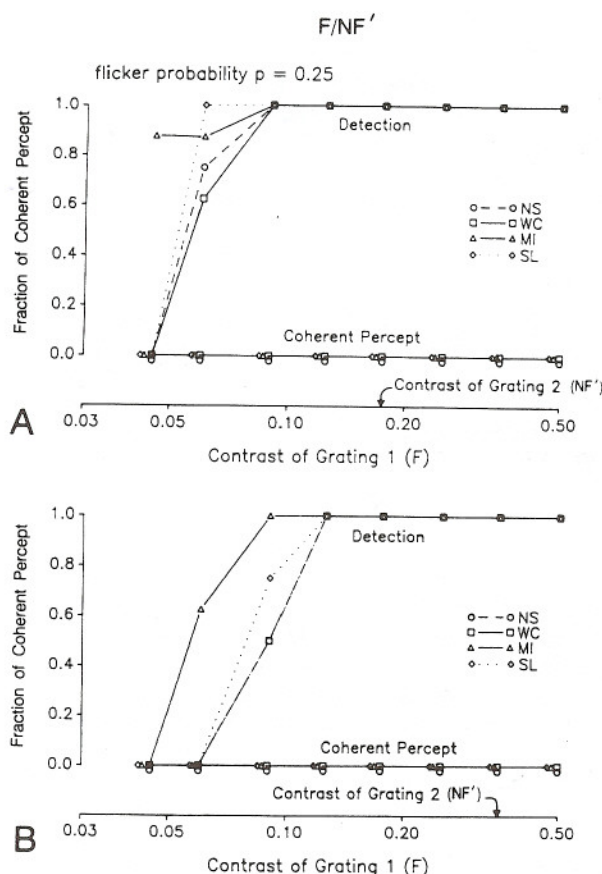 F/NF′
flicker probability p = 0.25
1.0
Detection
0.8
0.6
NS
WC
MI
SL
0.4
0.2
Coherent Percept
0.0
Fraction of Coherent Percept
Contrast of Grating 2 (NF′)
A
0.03 0.05 0.10 0.20 0.50
Contrast of Grating 1 (F)
1.0
Detection
0.8
0.6
NS
WC
MI
SL
0.4
0.2
Coherent Percept
0.0
Fraction of Coherent Percept
Contrast of Grating 2 (NF′)
B
0.03 0.05 0.10 0.20 0.50
Contrast of Grating 1 (F)